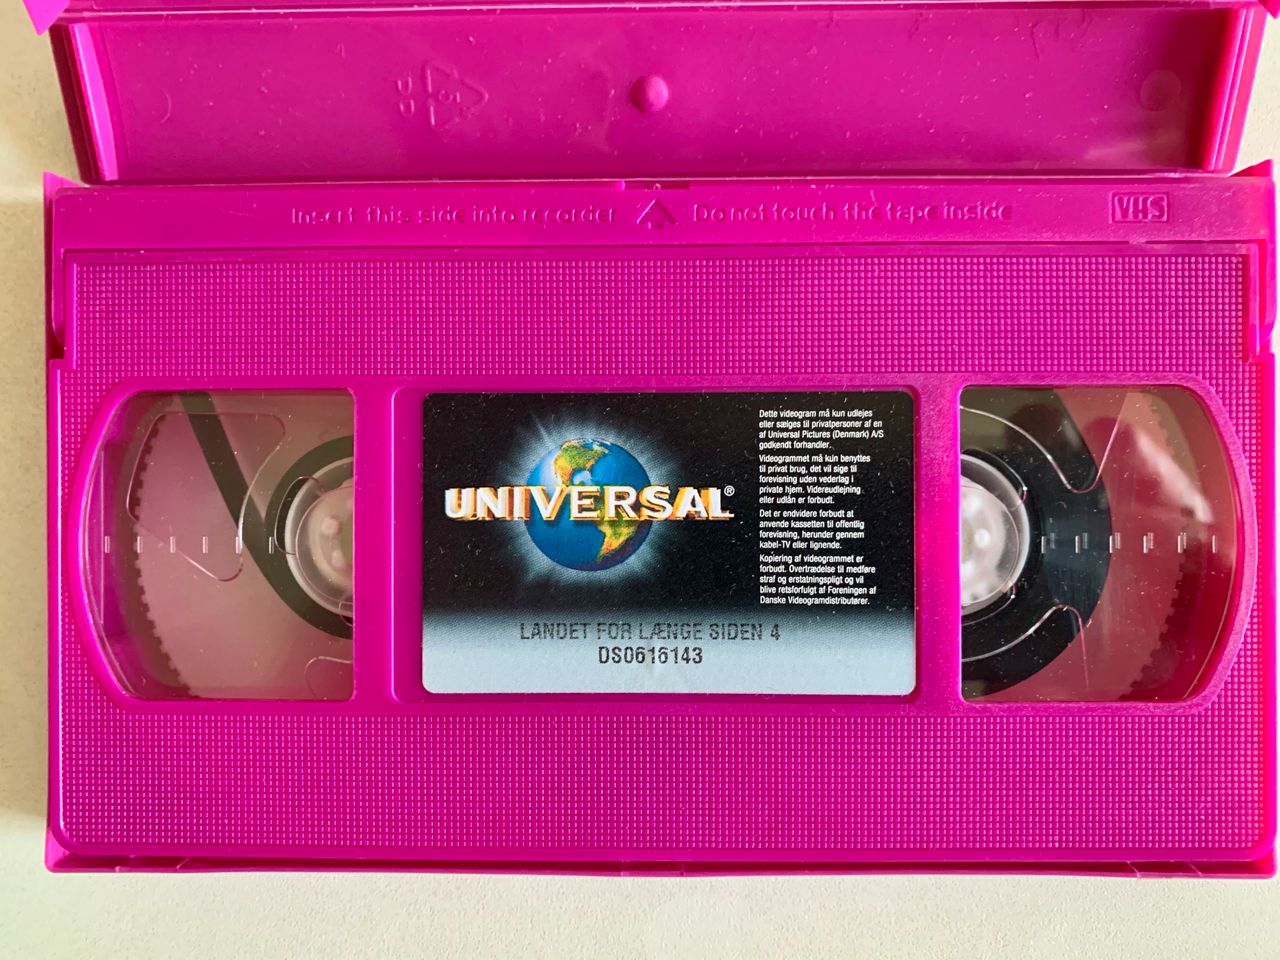 Insert this side into recorder
Do not touch the tape inside
VHS
UNIVERSAL®
Dette videogram må kun udlejes
eller sælges til privatpersoner af en
af Universal Pictures (Denmark) A/S
godkendt forhandler.
Videogrammet må kun benyttes
til privat brug, det vil sige til
forevisning uden vederlag i
private hjem. Videreudlejning
eller udlån er forbudt.
Det er endvidere forbudt at
anvende kassetten til offentlig
forevisning, herunder gennem
kabel-TV eller lignende.
Kopiering af videogrammet er
forbudt. Overtrædelse til medføre
straf og erstatningspligt og vil
blive retsforfulgt af Foreningen af
Danske Videogramdistributører.
LANDET FOR LÆNGE SIDEN 4
DS0616143